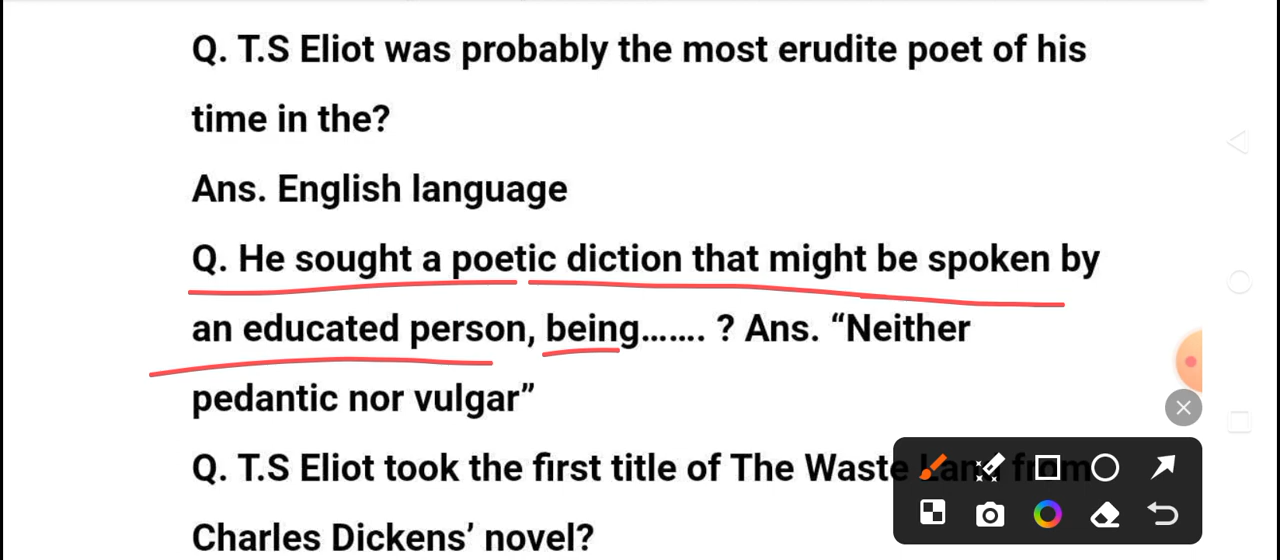 Q. T.S Eliot was probably the most erudite poet of his
time in the?
Ans. English language
Q. He sought a poetic diction that might be spoken by
an educated person, being....... ? Ans. “Neither
pedantic nor vulgar”
Q. T.S Eliot took the first title of The Waste Land from
Charles Dickens’ novel?